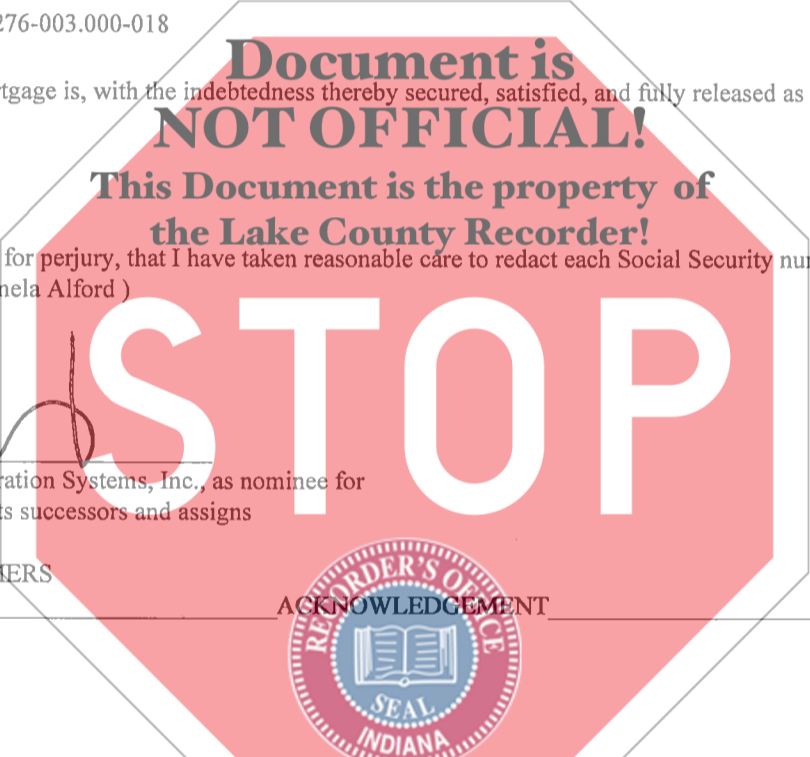 276-003.000-018
Document is
tgage is, with the indebtedness thereby secured, satisfied, and fully released as
NOT OFFICIAL!
This Document is the property of
the Lake County Recorder!
for perjury, that I have taken reasonable care to redact each Social Security nu
nela Alford )
STOP
ration Systems, Inc., as nominee for
ts successors and assigns
MERS
ACKNOWLEDGEMENT
RECORDER'S OFFICE
SEAL
INDIANA